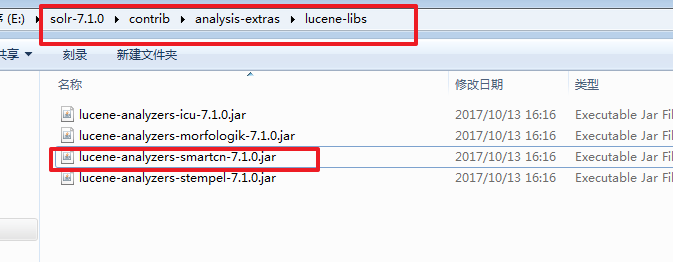 序 (E:) solr-7.1.0 contrib analysis-extras lucene-libs
共享 刻录 新建文件夹
名称 修改日期 类型
lucene-analyzers-icu-7.1.0.jar 2017/10/13 16:16 Executable Jar Fil
lucene-analyzers-morfologik-7.1.0.jar 2017/10/13 16:16 Executable Jar Fil
lucene-analyzers-smartcn-7.1.0.jar 2017/10/13 16:16 Executable Jar Fil
lucene-analyzers-stempel-7.1.0.jar 2017/10/13 16:16 Executable Jar Fil